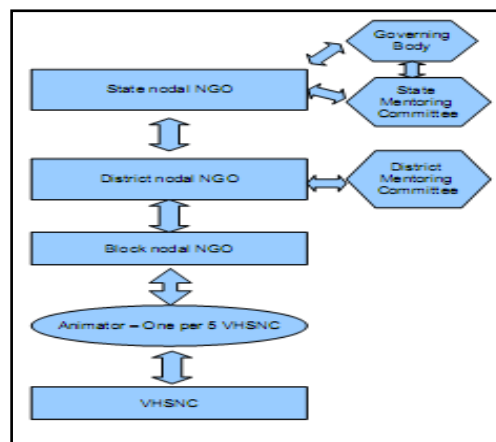 Governing
Body
State nodal NGO
State
Mentoring
Committee
District nodal NGO
District
Mentoring
Committee
Block nodal NGO
Animator – One per 5 VHSNC
VHSNC